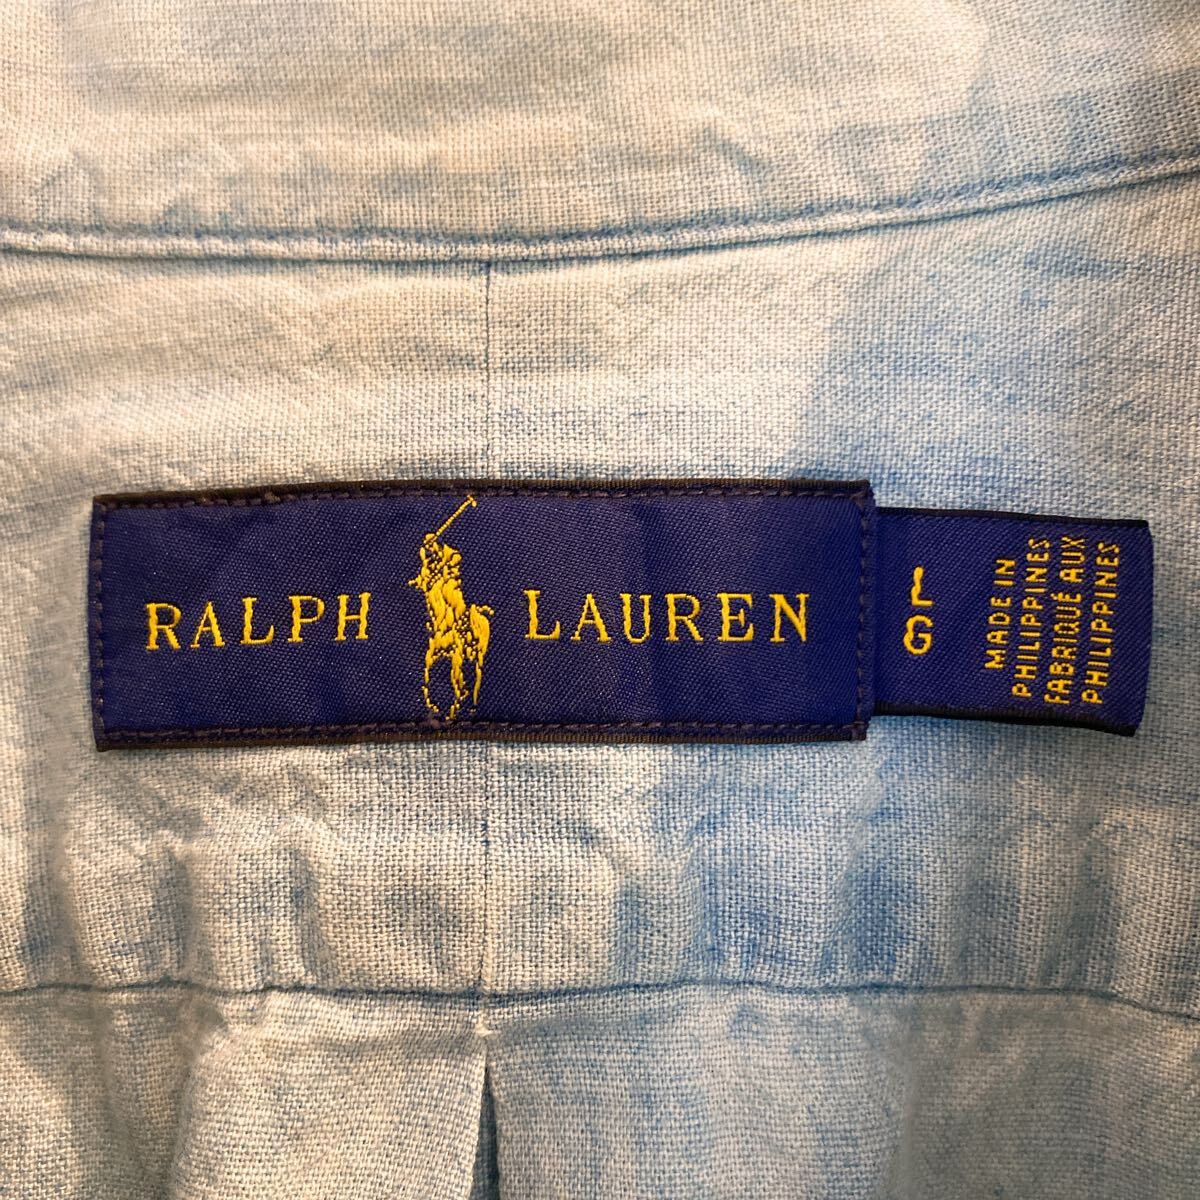 RALPH LAUREN
L
G
MADE IN
PHILIPPINES
FABRIQUÉ AUX
PHILIPPINES